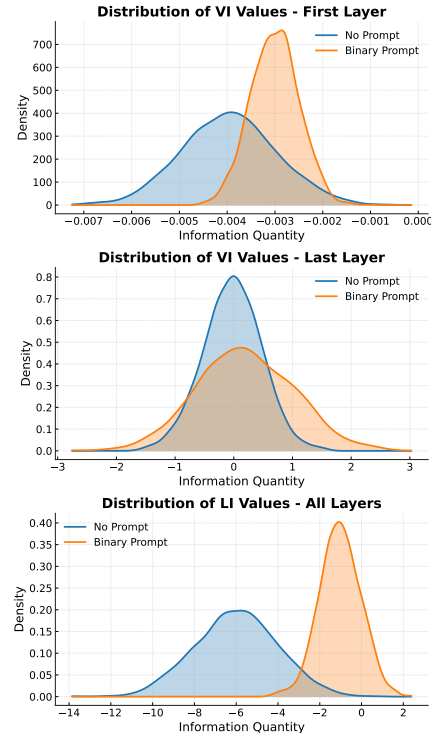 Distribution of VI Values - First Layer
No Prompt
Binary Prompt
700
600
500
400
300
200
100
0
Density
−0.007 −0.006 −0.005 −0.004 −0.003 −0.002 −0.001 0.000
Information Quantity
Distribution of VI Values - Last Layer
No Prompt
Binary Prompt
0.8
0.7
0.6
0.5
0.4
0.3
0.2
0.1
0.0
Density
−3 −2 −1 0 1 2 3
Information Quantity
Distribution of LI Values - All Layers
No Prompt
Binary Prompt
0.40
0.35
0.30
0.25
0.20
0.15
0.10
0.05
0.00
Density
−14 −12 −10 −8 −6 −4 −2 0 2
Information Quantity